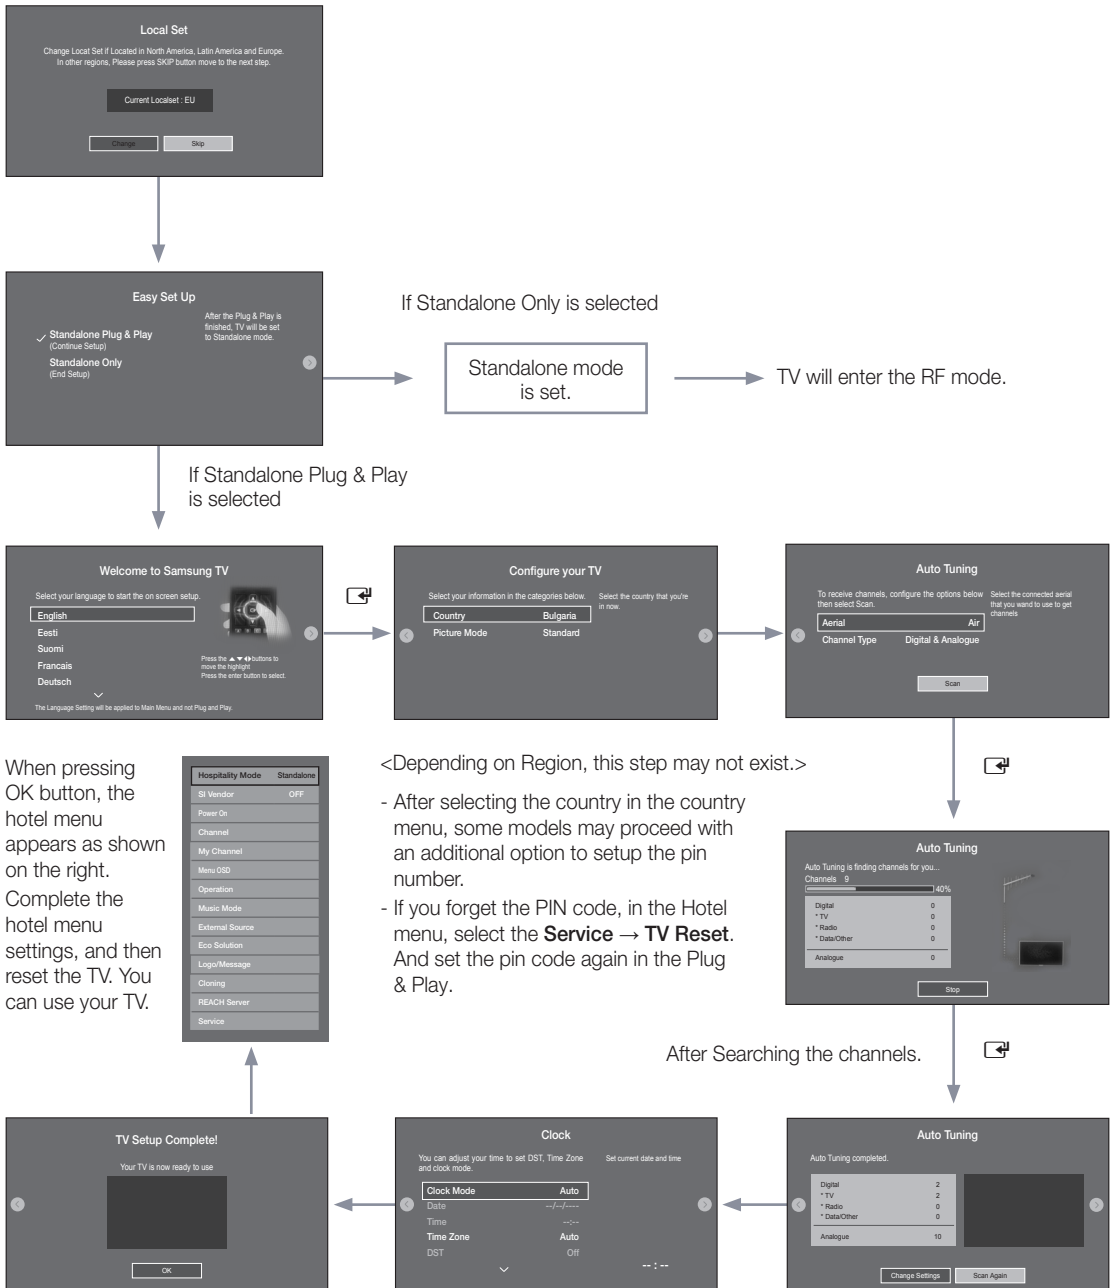 Local Set
Change Locat Set if Located in North America, Latin America and Europe.
In other regions, Please press SKIP button move to the next step.
Current Localset : EU
Change
Skip
Easy Set Up
Standalone Plug & Play
(Continue Setup)
Standalone Only
(End Setup)
After the Plug & Play is
finished, TV will be set
to Standalone mode.
If Standalone Only is selected
Standalone mode
is set.
TV will enter the RF mode.
If Standalone Plug & Play
is selected
Welcome to Samsung TV
Select your language to start the on screen setup.
English
Eesti
Suomi
Francais
Deutsch
Press the ▲ ▼ ◀▶ buttons to
move the highlight
Press the enter button to select.
The Language Setting will be applied to Main Menu and not Plug and Play.
Configure your TV
Select your information in the categories below.
Country Bulgaria
Picture Mode Standard
Select the country that you're
in now.
Auto Tuning
To receive channels, configure the options below
then select Scan.
Aerial Air
Channel Type Digital & Analogue
Select the connected aerial
that you wand to use to get
channels
Scan
When pressing
OK button, the
hotel menu
appears as shown
on the right.
Complete the
hotel menu
settings, and then
reset the TV. You
can use your TV.
Hospitality Mode Standalone
SI Vendor OFF
Power On
Channel
My Channel
Menu OSD
Operation
Music Mode
External Source
Eco Solution
Logo/Message
Cloning
REACH Server
Service
<Depending on Region, this step may not exist.>
- After selecting the country in the country
menu, some models may proceed with
an additional option to setup the pin
number.
- If you forget the PIN code, in the Hotel
menu, select the Service → TV Reset.
And set the pin code again in the Plug
& Play.
Auto Tuning
Auto Tuning is finding channels for you...
Channels 9
40%
Digital 0
* TV 0
* Radio 0
* Data/Other 0
Analogue 0
Stop
After Searching the channels.
Auto Tuning
Auto Tuning completed.
Digital 2
* TV 2
* Radio 0
* Data/Other 0
Analogue 10
Change Settings
Scan Again
Clock
You can adjust your time to set DST, Time Zone
and clock mode.
Clock Mode Auto
Date --/--/----
Time --:--
Time Zone Auto
DST Off
Set current date and time
-- : --
TV Setup Complete!
Your TV is now ready to use
OK